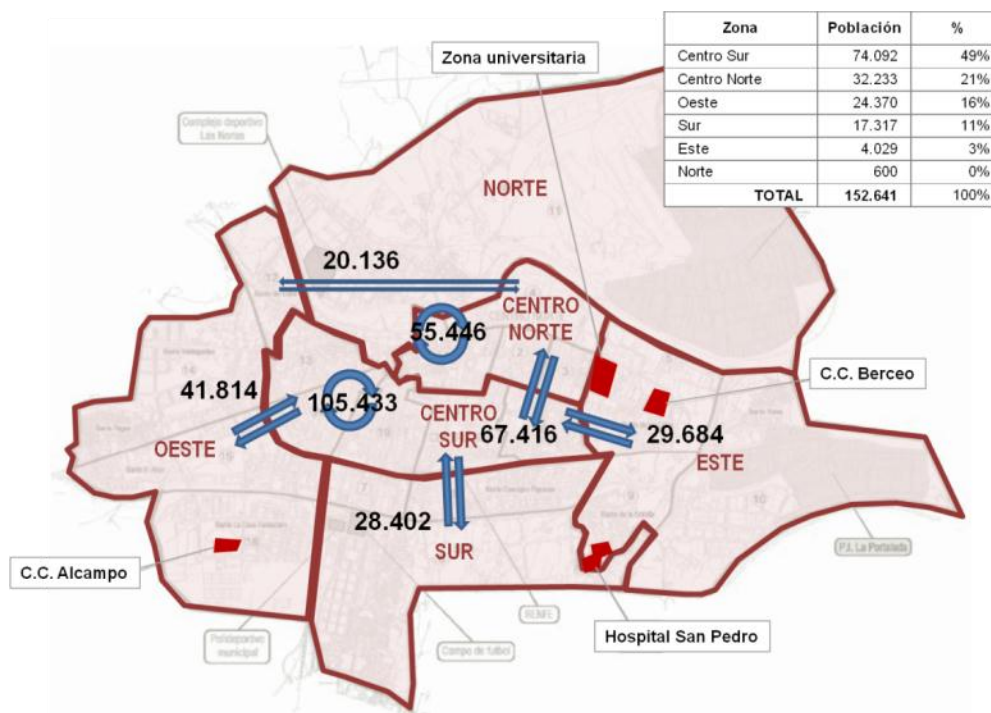 Zona Población %
Centro Sur 74.092 49%
Centro Norte 32.233 21%
Oeste 24.370 16%
Sur 17.317 11%
Este 4.029 3%
Norte 600 0%
TOTAL 152.641 100%
Zona universitaria
Complejo deportivo
Las Norias
NORTE
11
20.136
CENTRO
NORTE
55.446
C.C. Berceo
41.814
105.433
CENTRO
SUR
67.416
29.684
OESTE
ESTE
28.402
SUR
C.C. Alcampo
P.I. La Portalada
RENFE
Hospital San Pedro
Polideportivo
municipal
Campo de futbol